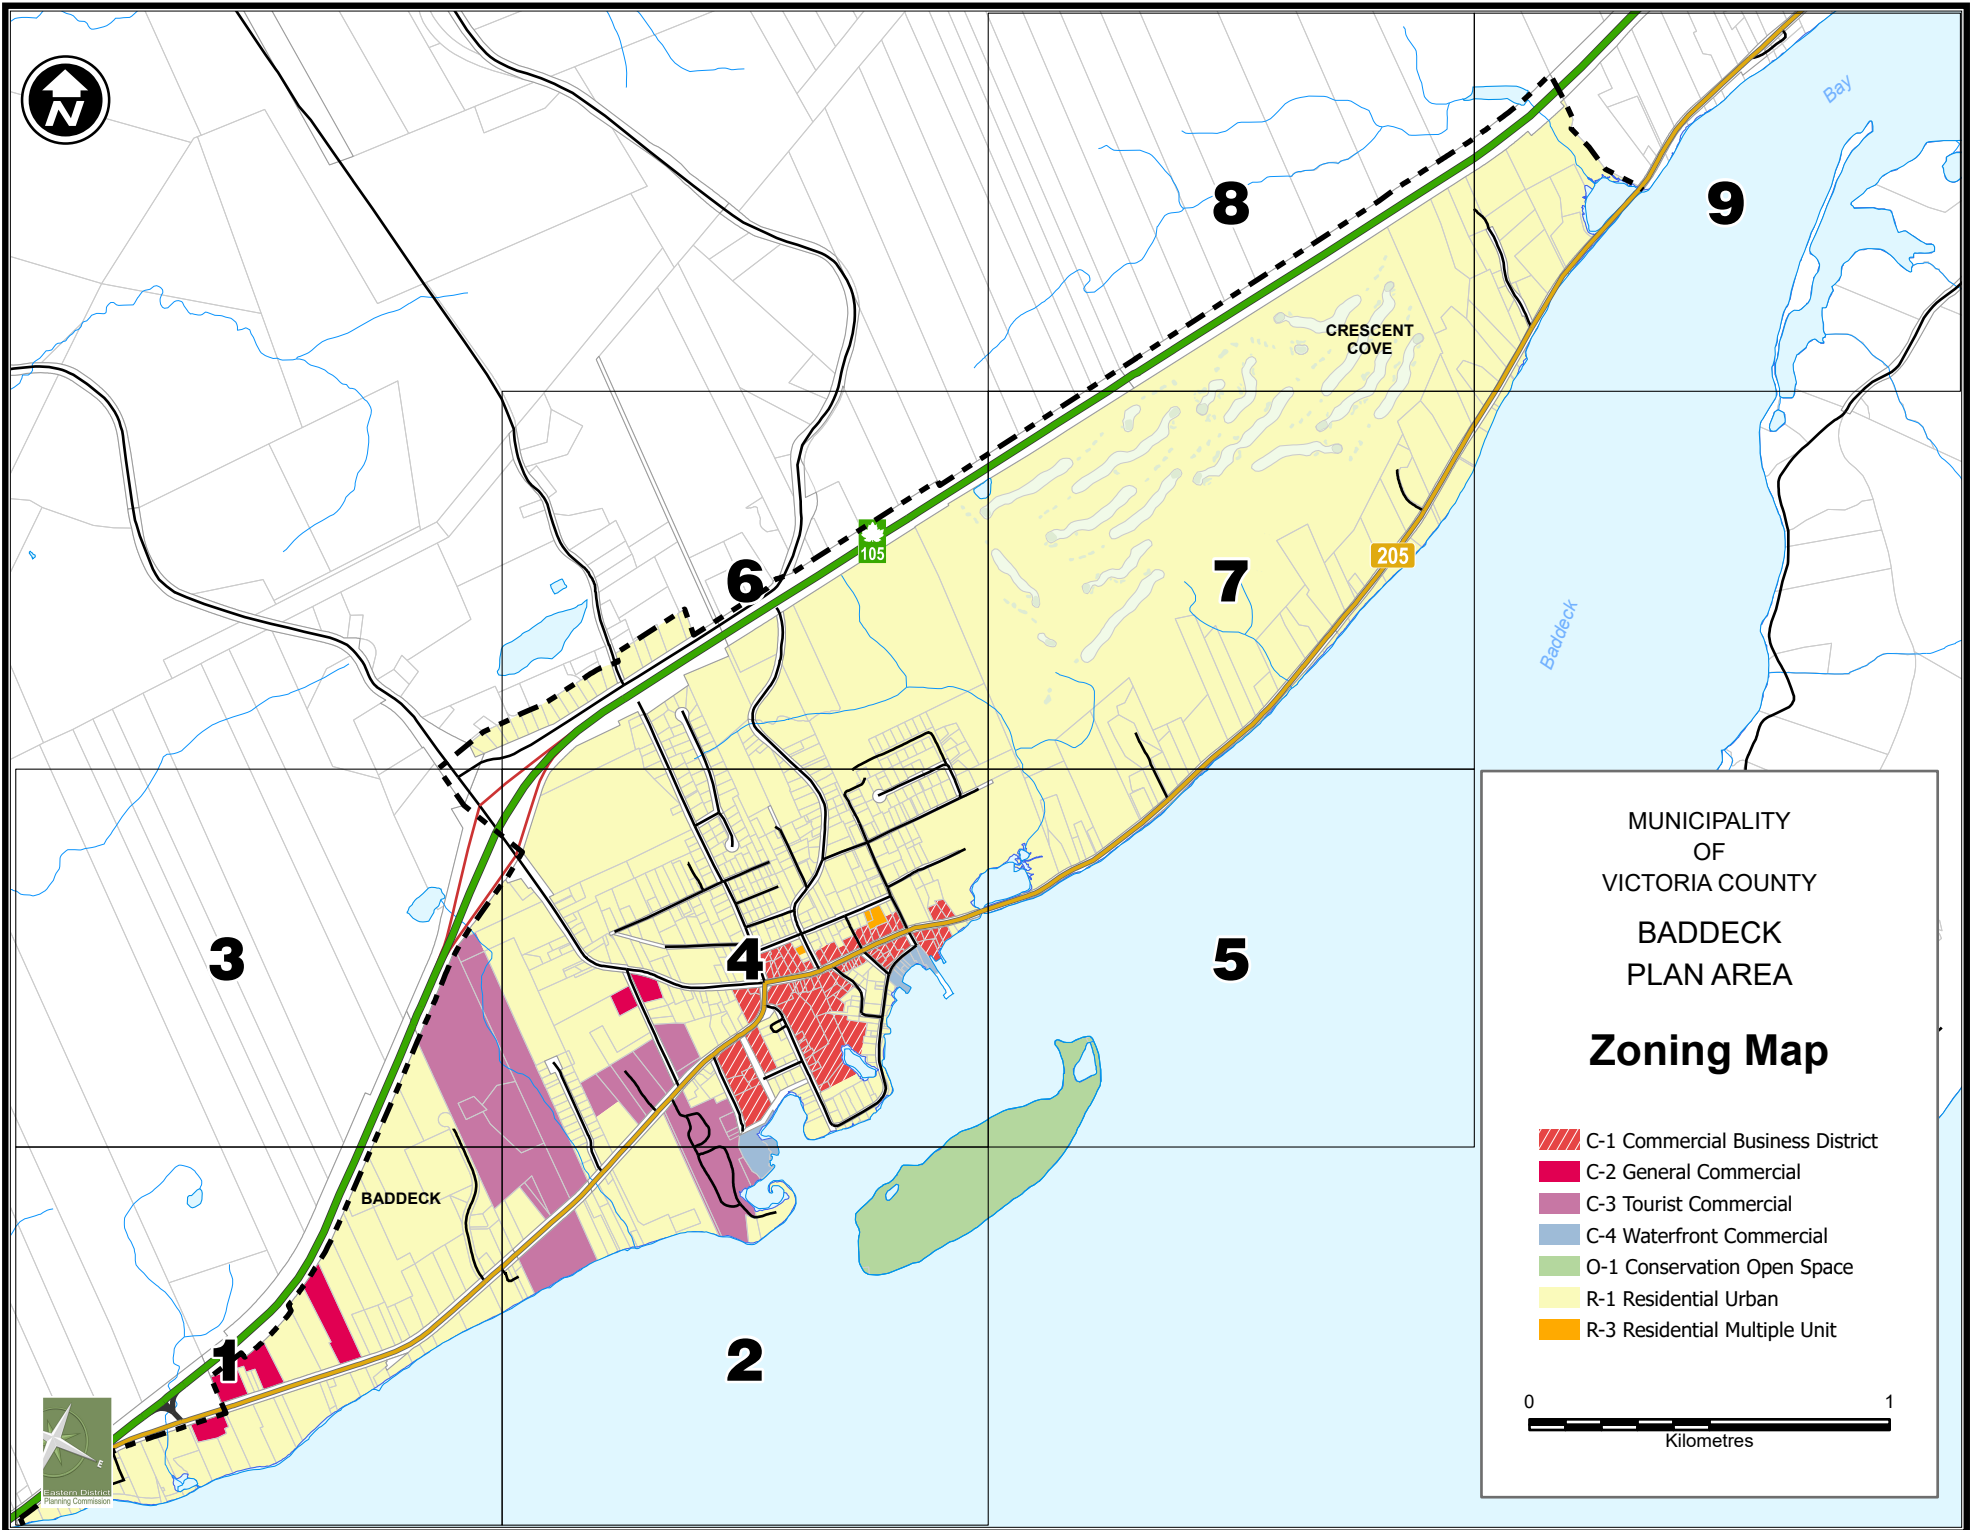 N
8
9
Bay
CRESCENT
COVE
105
6
7
205
Baddeck
3
4
5
BADDECK
1
2
E
Eastern District
Planning Commission
MUNICIPALITY
OF
VICTORIA COUNTY
BADDECK
PLAN AREA
Zoning Map
C-1 Commercial Business District
C-2 General Commercial
C-3 Tourist Commercial
C-4 Waterfront Commercial
O-1 Conservation Open Space
R-1 Residential Urban
R-3 Residential Multiple Unit
0 1
Kilometres